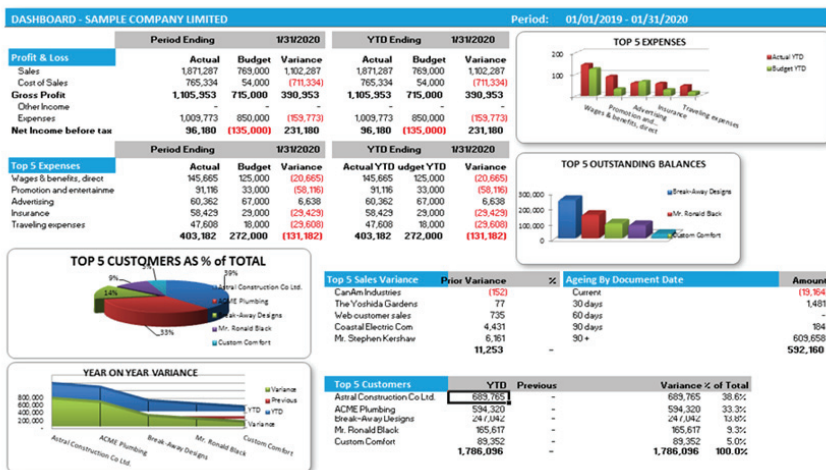 DASHBOARD - SAMPLE COMPANY LIMITED Period: 01/01/2019 - 01/31/2020
Period Ending 1/31/2020 YTD Ending 1/31/2020
Profit & Loss Actual Budget Variance Actual Budget Variance
Sales 1,871,287 769,000 1,102,287 1,871,287 769,000 1,102,287
Cost of Sales 765,334 54,000 (711,334) 765,334 54,000 (711,334)
Gross Profit 1,105,953 715,000 390,953 1,105,953 715,000 390,953
Other Income - - - - - -
Expenses 1,009,773 850,000 (159,773) 1,009,773 850,000 (159,773)
Net Income before tax 96,180 (135,000) 231,180 96,180 (135,000) 231,180
TOP 5 EXPENSES
200
100
Actual YTD
Budget YTD
Wages & benefits, direct
Promotion and...
Advertising
Insurance
Traveling expenses
Period Ending 1/31/2020 YTD Ending 1/31/2020
Top 5 Expenses Actual Budget Variance Actual YTD udget YTD Variance
Wages & benefits, direct 145,665 125,000 (20,665) 145,665 125,000 (20,665)
Promotion and entertainme 91,116 33,000 (58,116) 91,116 33,000 (58,116)
Advertising 60,362 67,000 6,638 60,362 67,000 6,638
Insurance 58,429 29,000 (29,429) 58,429 29,000 (29,429)
Traveling expenses 47,608 18,000 (29,608) 47,608 18,000 (29,608)
403,182 272,000 (131,182) 403,182 272,000 (131,182)
TOP 5 OUTSTANDING BALANCES
300,000
200,000
100,000
0
Break-Away Designs
Mr. Ronald Black
Custom Comfort
TOP 5 CUSTOMERS AS % of TOTAL
5%
9%
14%
33%
39%
Astral Construction Co Ltd.
ACME Plumbing
Break-Away Designs
Mr. Ronald Black
Custom Comfort
Top 5 Sales Variance Prior Variance %
CanAm Industries (152)
The Yoshida Gardens 77
Web customer sales 735
Coastal Electric Com 4,431
Mr. Stephen Kershaw 6,161
11,253 -
Ageing By Document Date Amount
Current (19,164
30 days 1,481
60 days -
90 days 184
90 + 609,658
592,160
YEAR ON YEAR VARIANCE
800,000
600,000
400,000
200,000
-
Variance
Previous
YTD
YTD
Variance
Astral Construction Co Ltd.
ACME Plumbing
Break-Away Designs
Mr. Ronald Black
Custom Comfort
Top 5 Customers YTD Previous Variance % of Total
Astral Construction Co Ltd. 689,765 - 689,765 38.6%
ACME Plumbing 594,320 - 594,320 33.3%
Break-Away Designs 247,042 - 247,042 13.8%
Mr. Ronald Black 165,617 - 165,617 9.3%
Custom Comfort 89,352 - 89,352 5.0%
1,786,096 - 1,786,096 100.0%